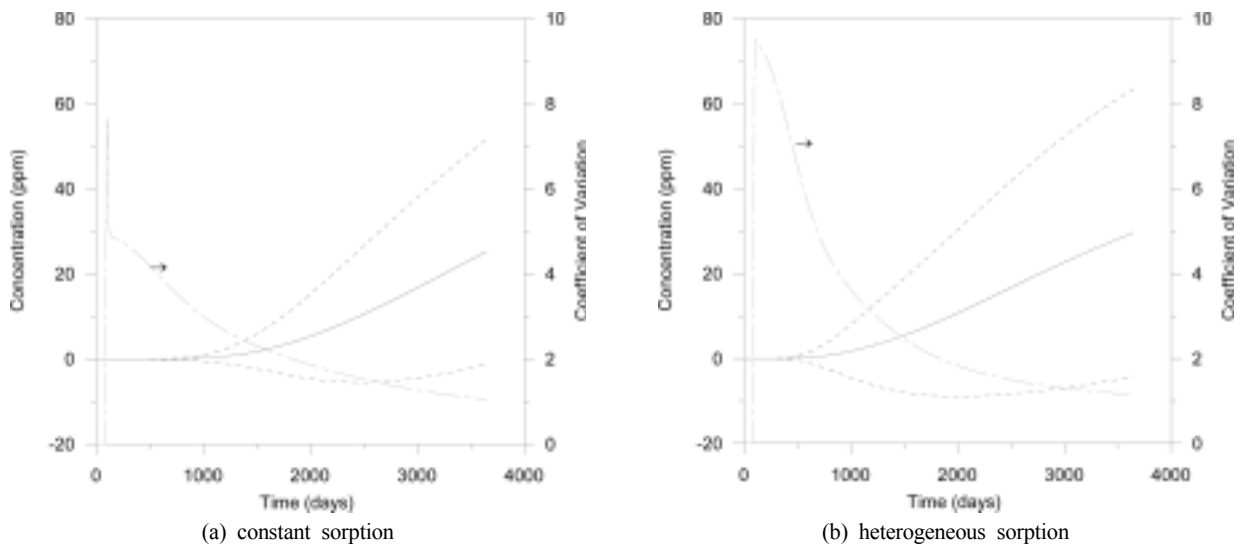 80
60
40
20
0
-20
Concentration (ppm)
10
8
6
4
2
0
Coefficient of Variation
0 1000 2000 3000 4000
Time (days)
(a) constant sorption
80
60
40
20
0
-20
Concentration (ppm)
10
8
6
4
2
0
Coefficient of Variation
0 1000 2000 3000 4000
Time (days)
(b) heterogeneous sorption